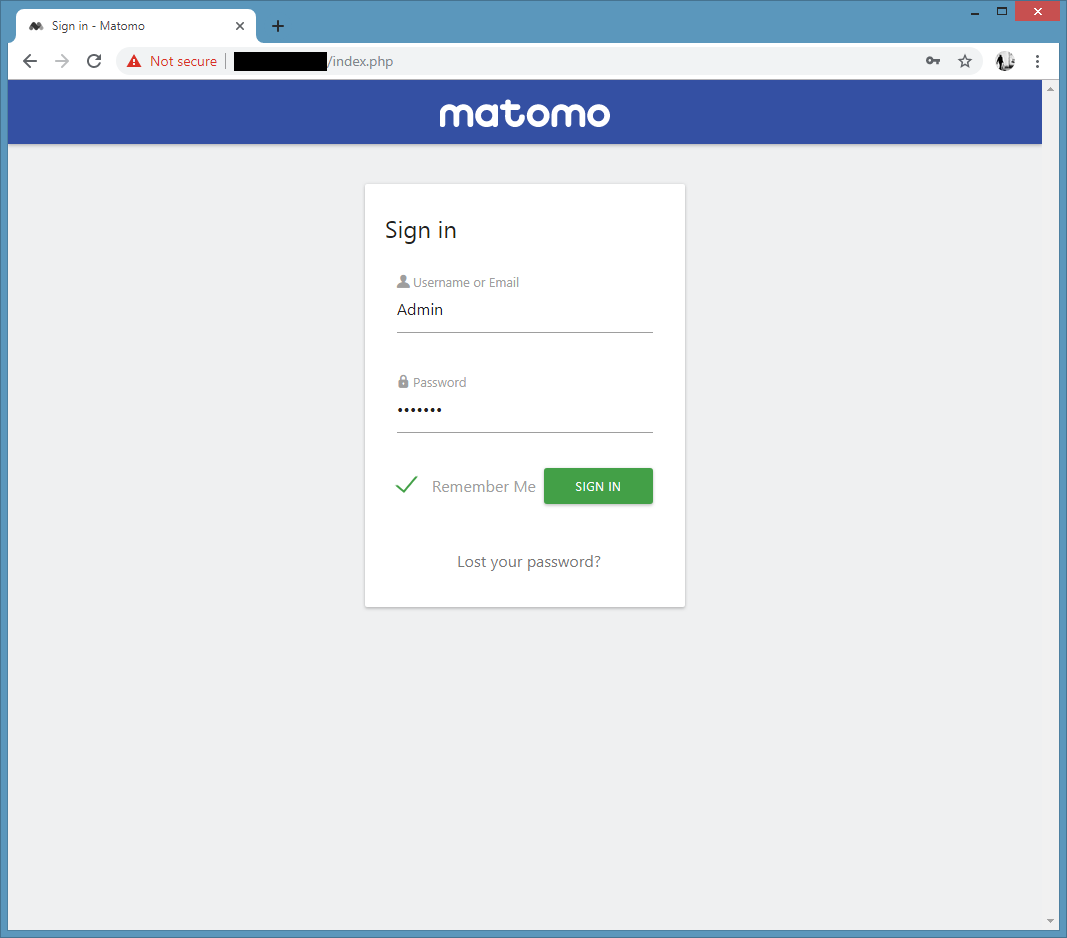 Sign in - Matomo
Not secure | /index.php
matomo
Sign in
Username or Email
Admin
Password
•••••••
Remember Me
SIGN IN
Lost your password?